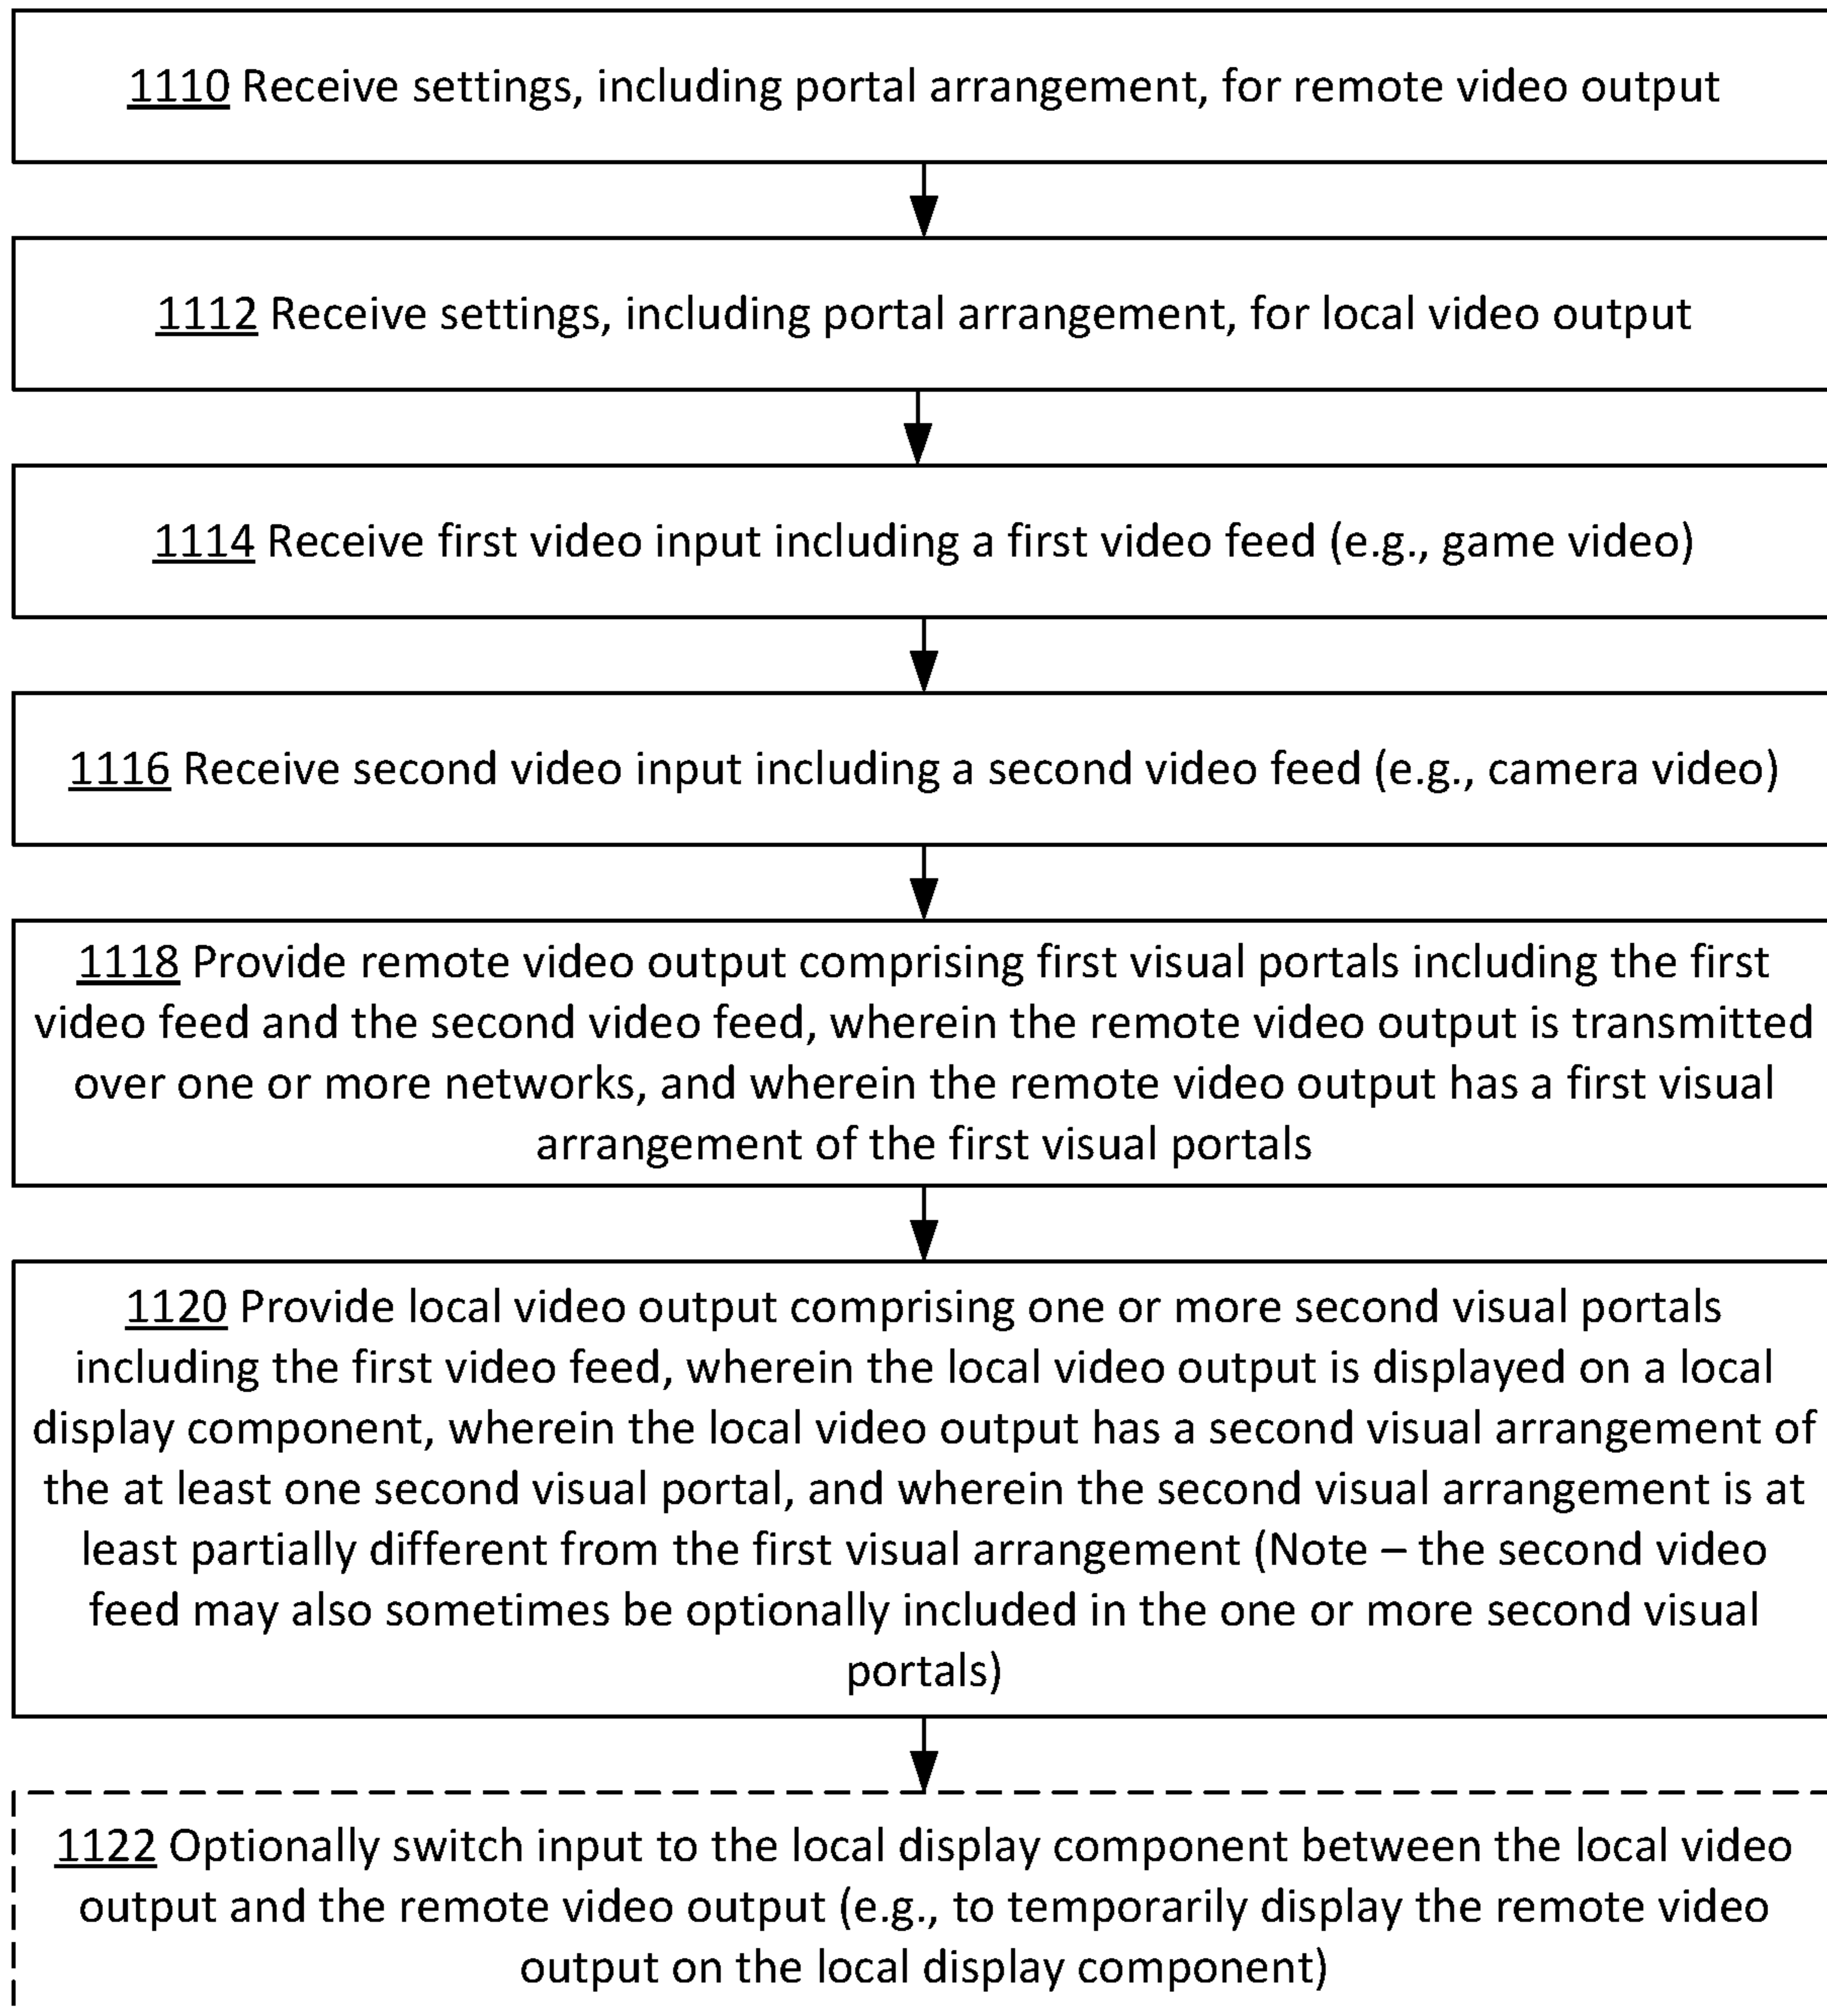 1110 Receive settings, including portal arrangement, for remote video output
1112 Receive settings, including portal arrangement, for local video output
1114 Receive first video input including a first video feed (e.g., game video)
1116 Receive second video input including a second video feed (e.g., camera video)
1118 Provide remote video output comprising first visual portals including the first
video feed and the second video feed, wherein the remote video output is transmitted
over one or more networks, and wherein the remote video output has a first visual
arrangement of the first visual portals
1120 Provide local video output comprising one or more second visual portals
including the first video feed, wherein the local video output is displayed on a local
display component, wherein the local video output has a second visual arrangement of
the at least one second visual portal, and wherein the second visual arrangement is at
least partially different from the first visual arrangement (Note – the second video
feed may also sometimes be optionally included in the one or more second visual
portals)
1122 Optionally switch input to the local display component between the local video
output and the remote video output (e.g., to temporarily display the remote video
output on the local display component)